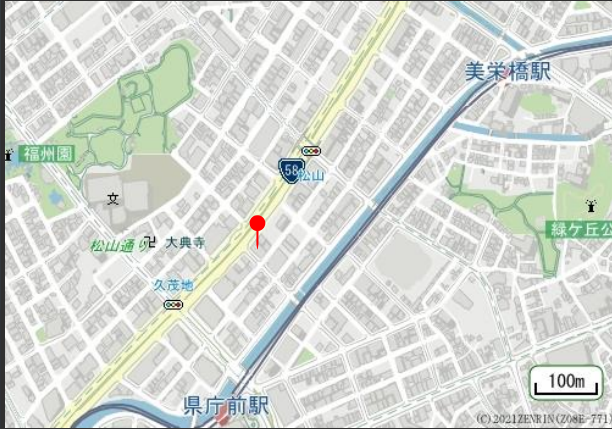 美栄橋駅
福州園
58
松山
文
松山通り
卍 大典寺
緑ケ丘公
久茂地
県庁前駅
100m
(C)2021ZENRIN(Z08E-771)